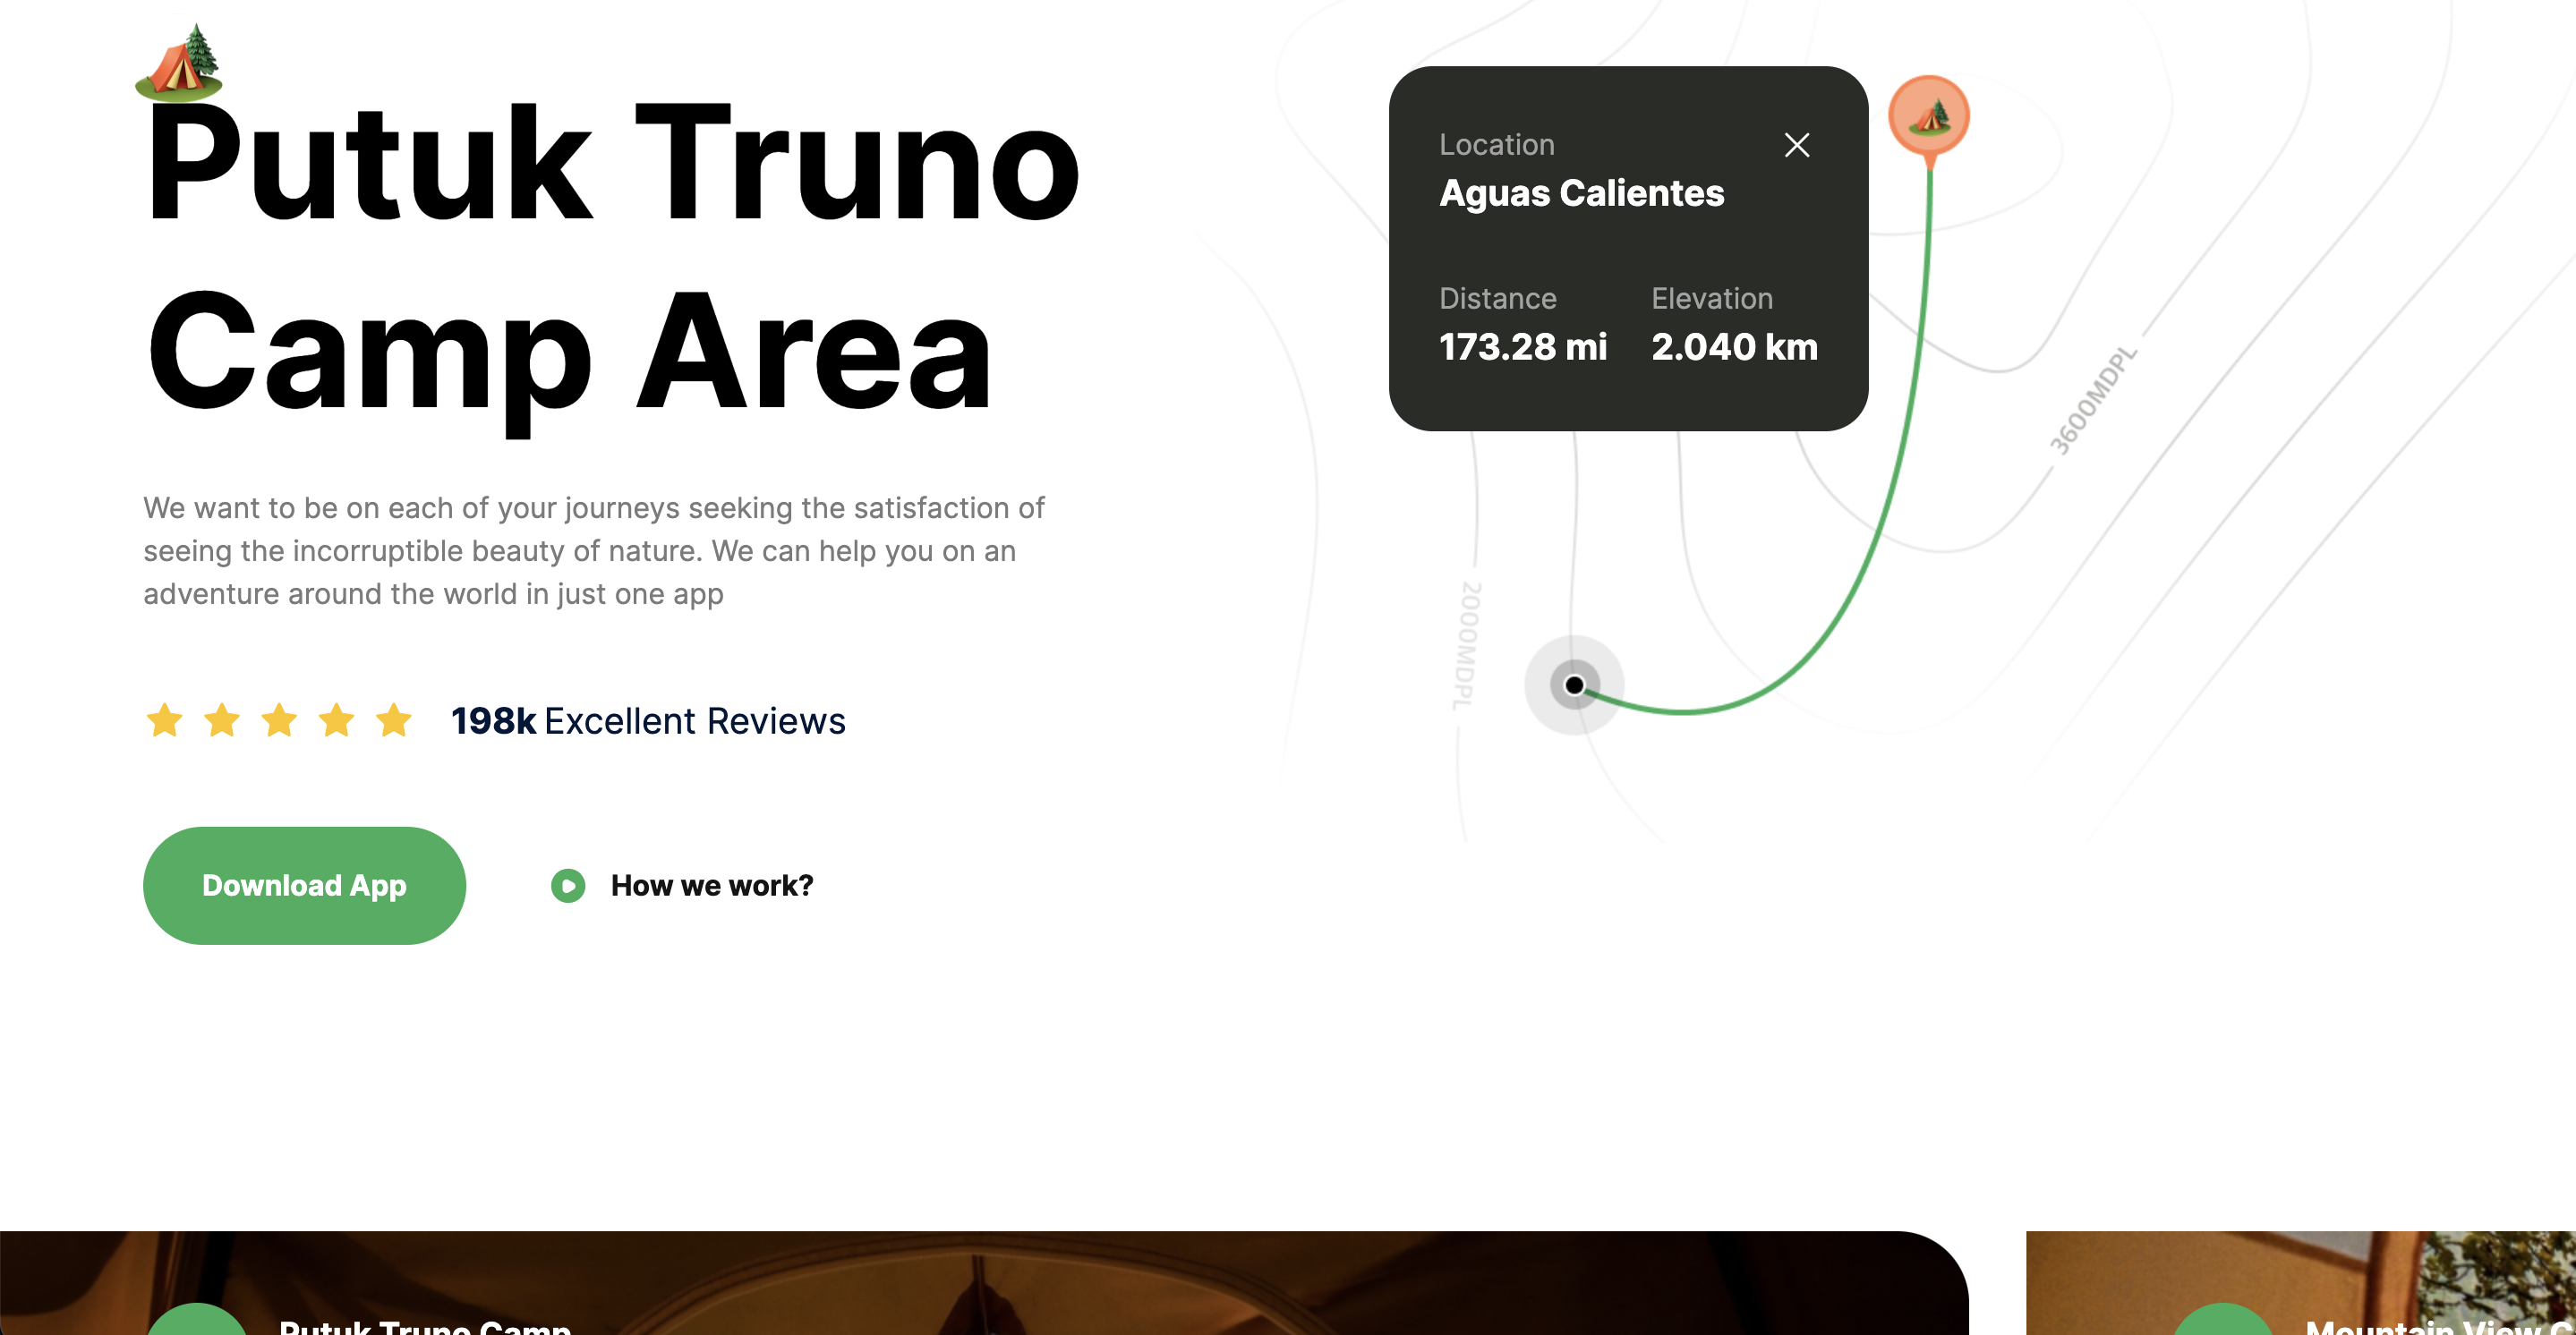 Putuk Truno
Camp Area
We want to be on each of your journeys seeking the satisfaction of
seeing the incorruptible beauty of nature. We can help you on an
adventure around the world in just one app
198k Excellent Reviews
Download App
How we work?
Location
Aguas Calientes
Distance
173.28 mi
Elevation
2.040 km
3600MDPL
2000MDPL
Putuk Truno Camp
Mountain View C